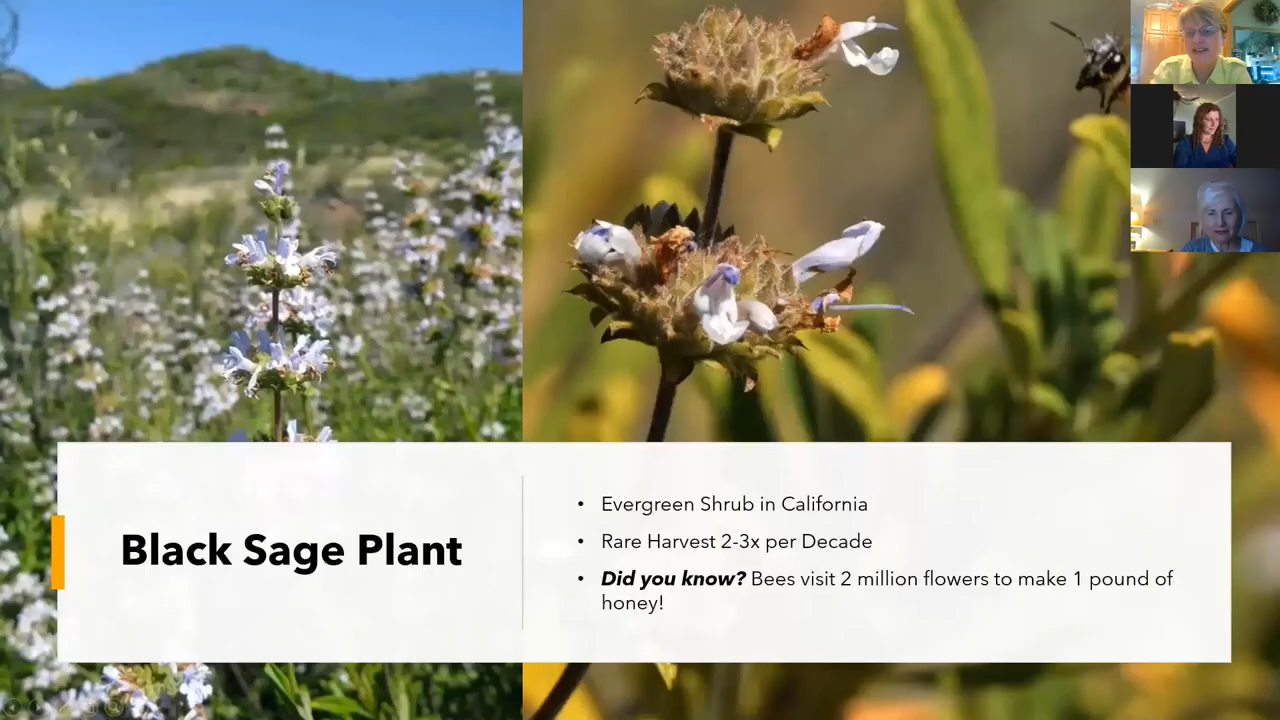 Black Sage Plant
• Evergreen Shrub in California
• Rare Harvest 2-3x per Decade
• Did you know? Bees visit 2 million flowers to make 1 pound of
honey!